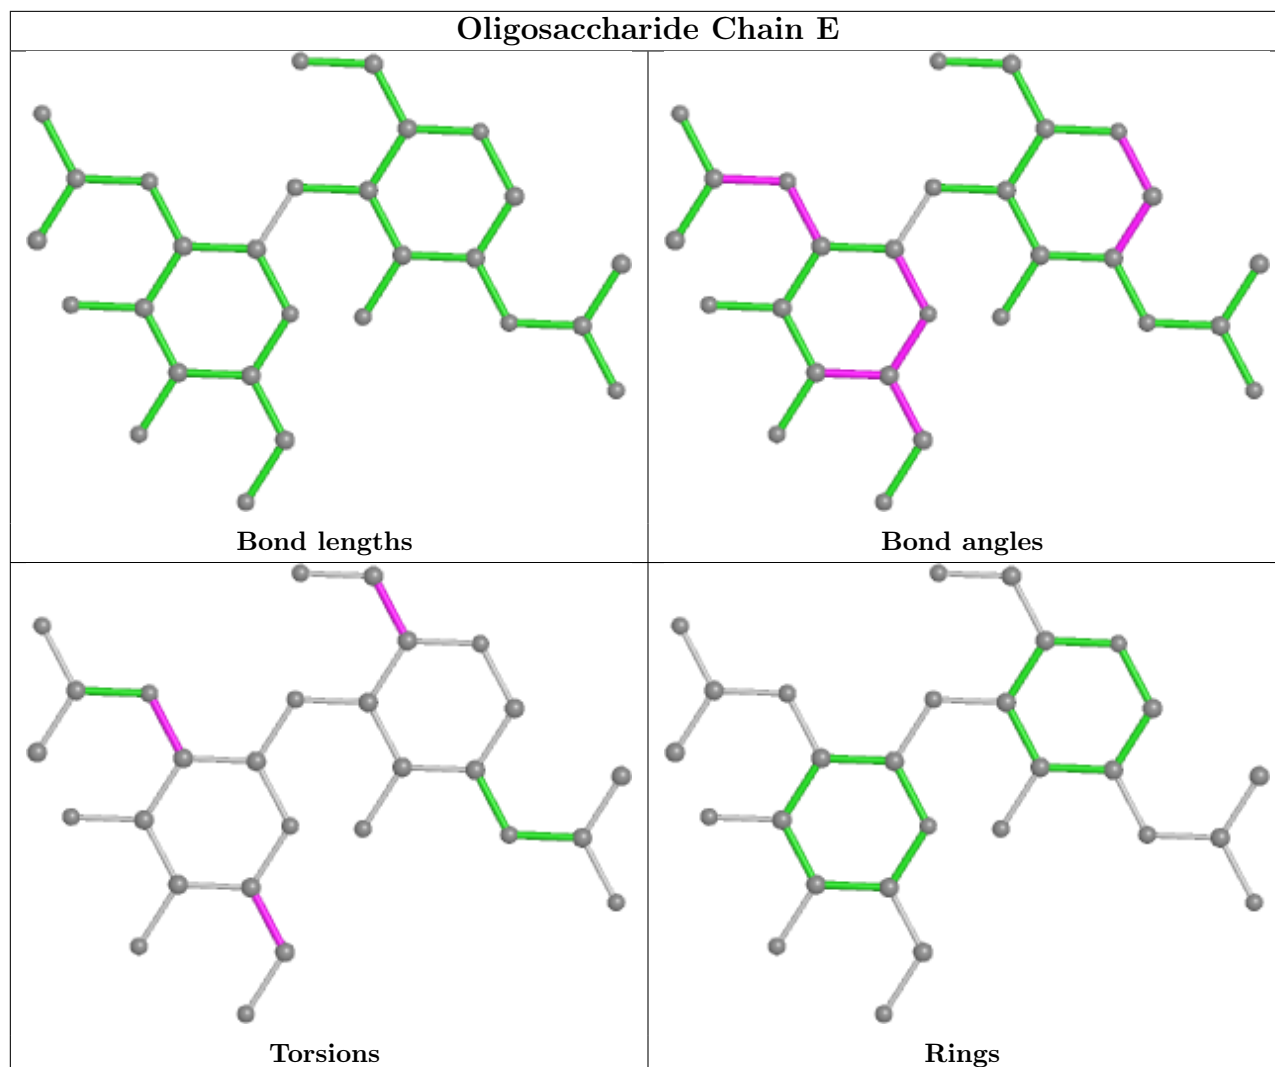 Oligosaccharide Chain E
Bond lengths
Bond angles
Torsions
Rings